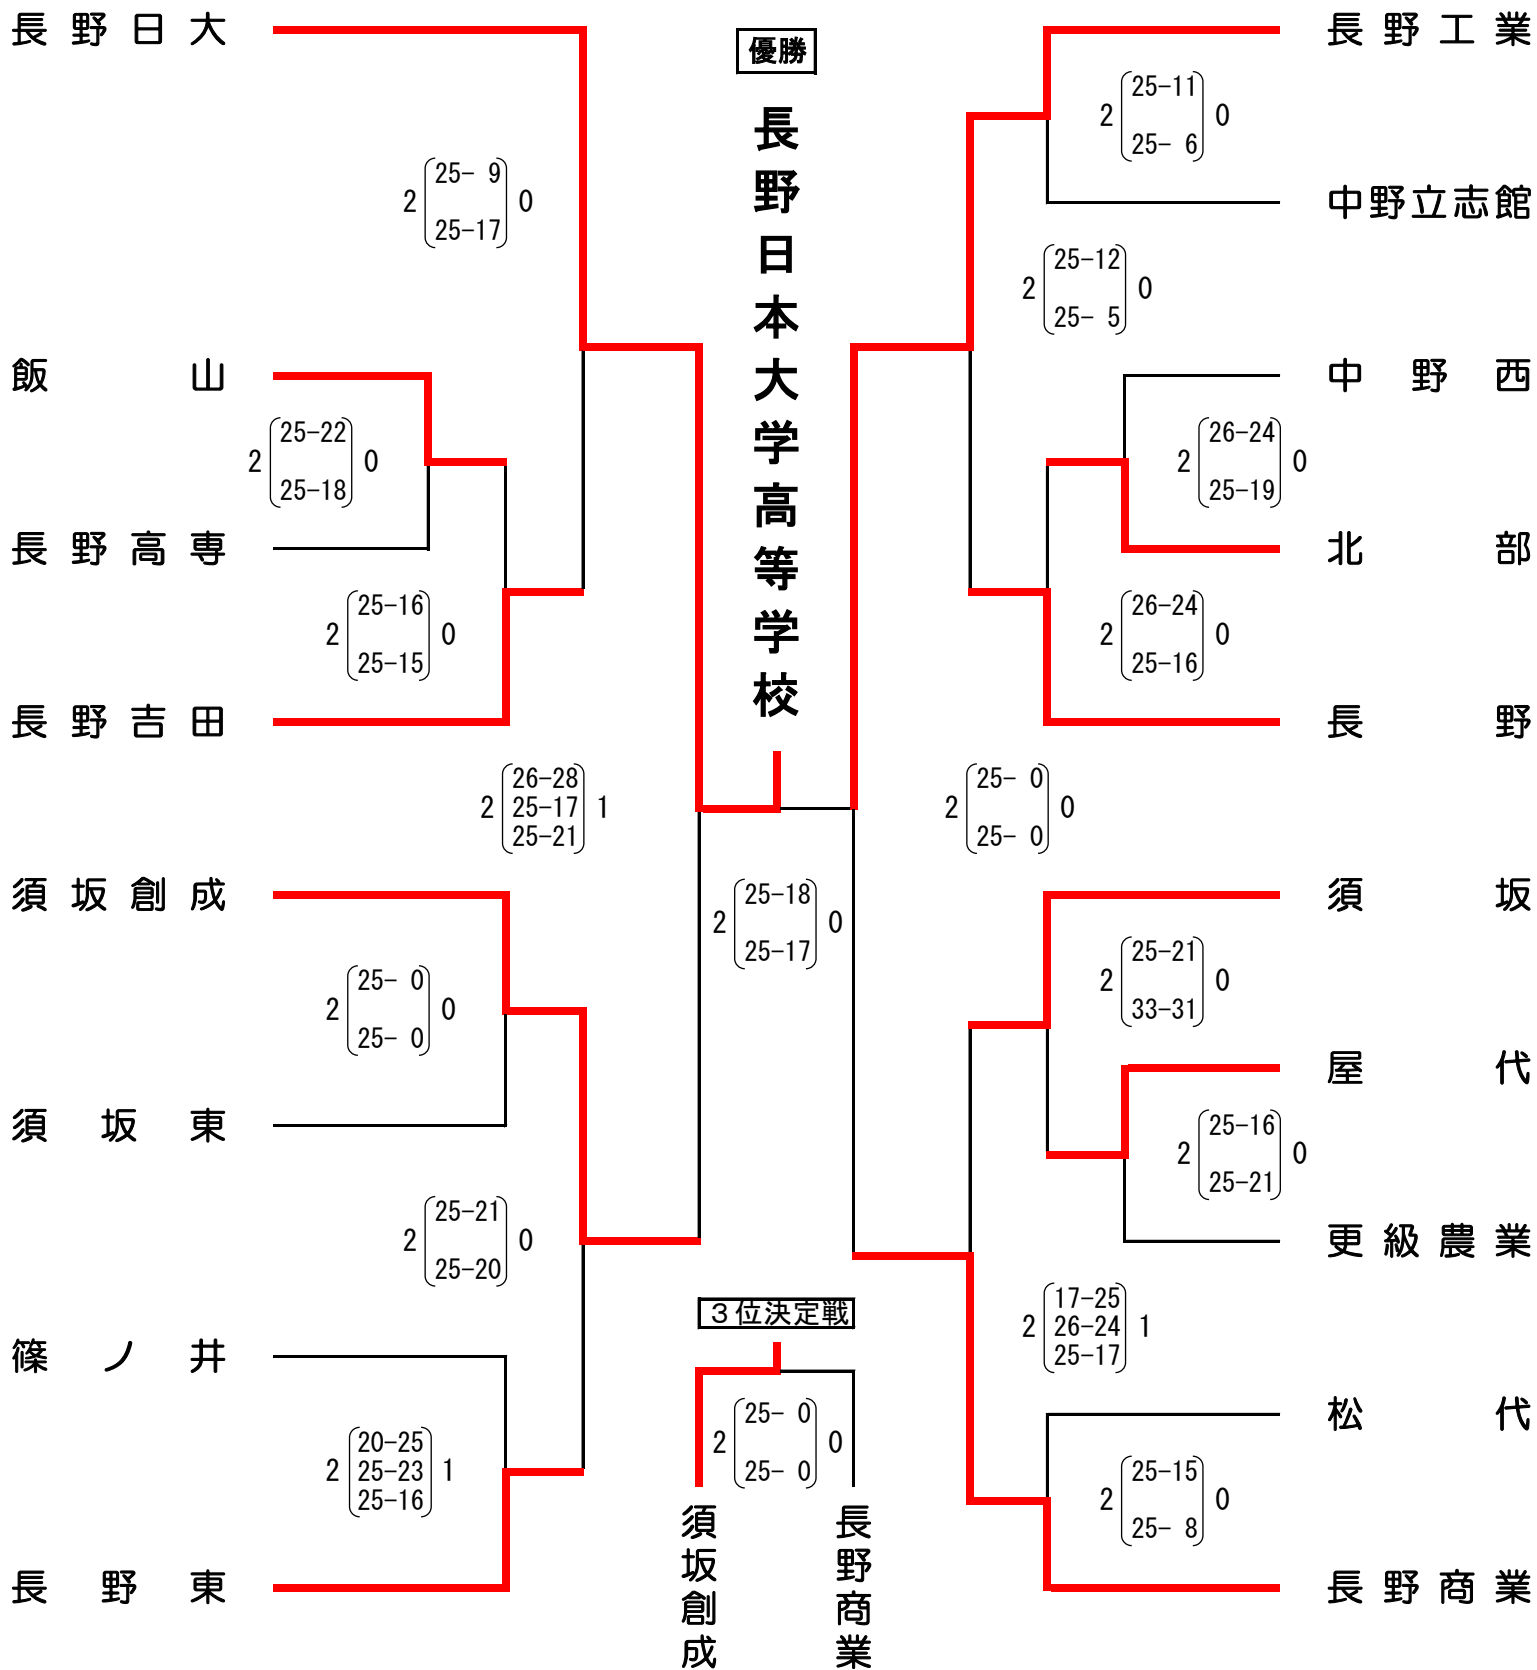 長野日大
25- 9
2 0
25-17
飯山
25-22
2 0
25-18
長野高専
25-16
2 0
25-15
長野吉田
26-28
2 25-17 1
25-21
須坂創成
25- 0
2 0
25- 0
須坂東
25-21
2 0
25-20
篠ノ井
20-25
2 25-23 1
25-16
長野東
優勝
長野日本大学高等学校
25-18
2 0
25-17
３位決定戦
25- 0
2 0
25- 0
須坂創成
長野商業
長野工業
25-11
2 0
25- 6
中野立志館
25-12
2 0
25- 5
中野西
26-24
2 0
25-19
北部
26-24
2 0
25-16
長野
25- 0
2 0
25- 0
須坂
25-21
2 0
33-31
屋代
25-16
2 0
25-21
更級農業
17-25
2 26-24 1
25-17
松代
25-15
2 0
25- 8
長野商業